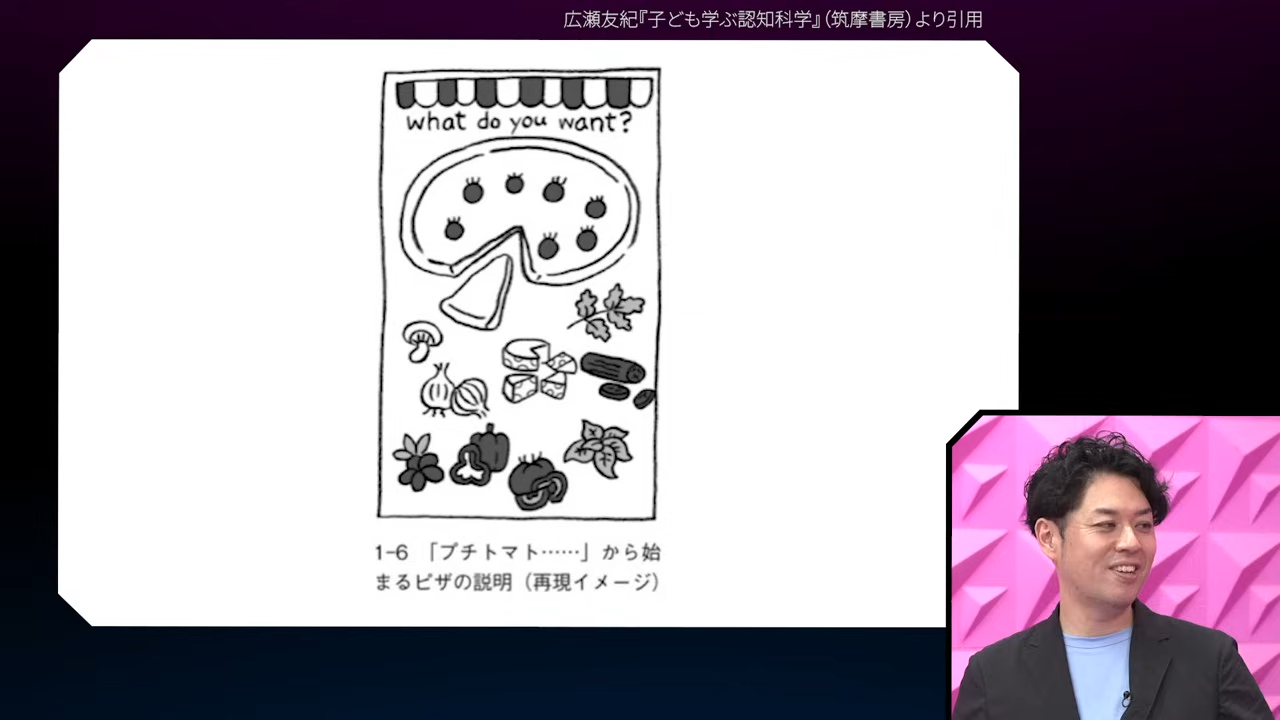 広瀬友紀『子ども学ぶ認知科学』（筑摩書房）より引用
what do you want?
1-6 「プチトマト……」から始
まるピザの説明（再現イメージ）